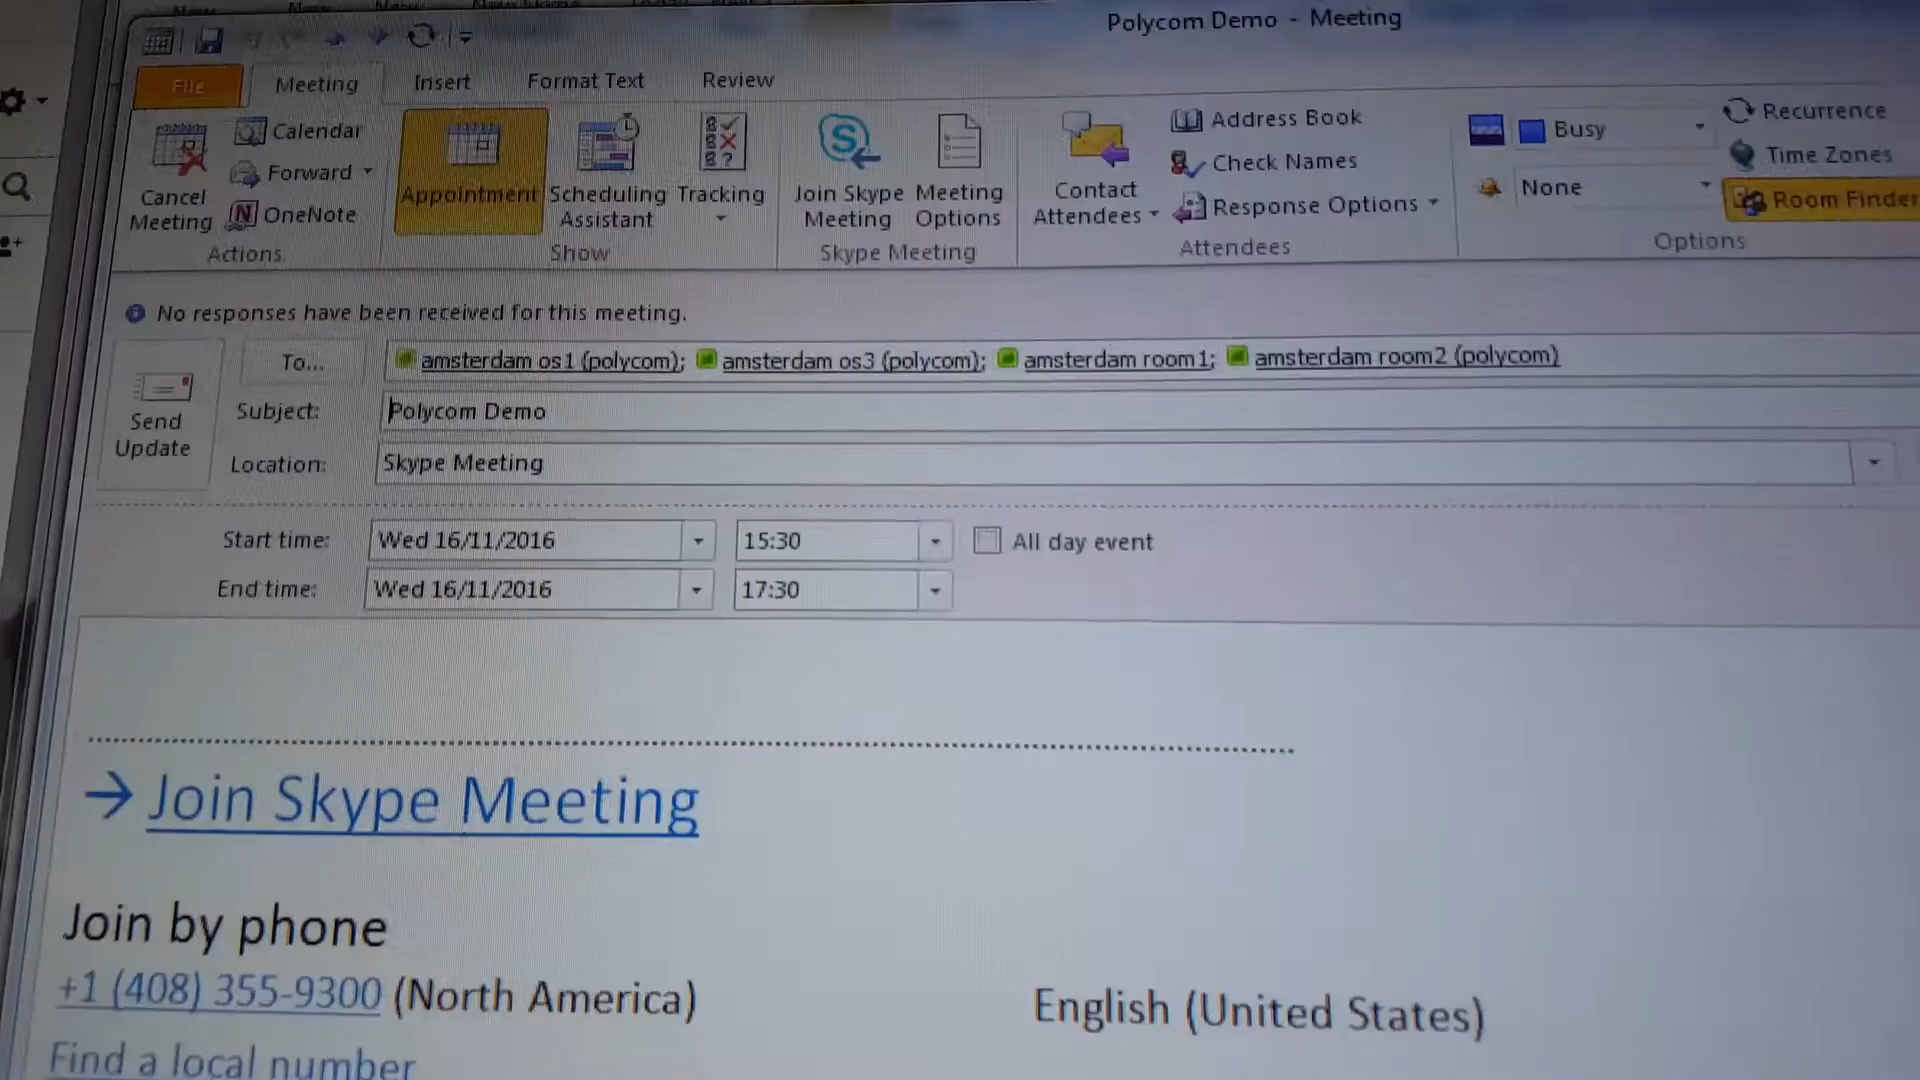 Polycom Demo - Meeting
File Meeting Insert Format Text Review
Cancel Meeting
Calendar
Forward
OneNote
Actions
Appointment
Scheduling Assistant
Tracking
Show
Join Skype Meeting
Meeting Options
Skype Meeting
Contact Attendees
Address Book
Check Names
Response Options
Attendees
Busy
None
Recurrence
Time Zones
Room Finder
Options
No responses have been received for this meeting.
Send Update
To... amsterdam os1 (polycom); amsterdam os3 (polycom); amsterdam room1; amsterdam room2 (polycom)
Subject: Polycom Demo
Location: Skype Meeting
Start time: Wed 16/11/2016 15:30 All day event
End time: Wed 16/11/2016 17:30
→ Join Skype Meeting
Join by phone
+1 (408) 355-9300 (North America) English (United States)
Find a local number